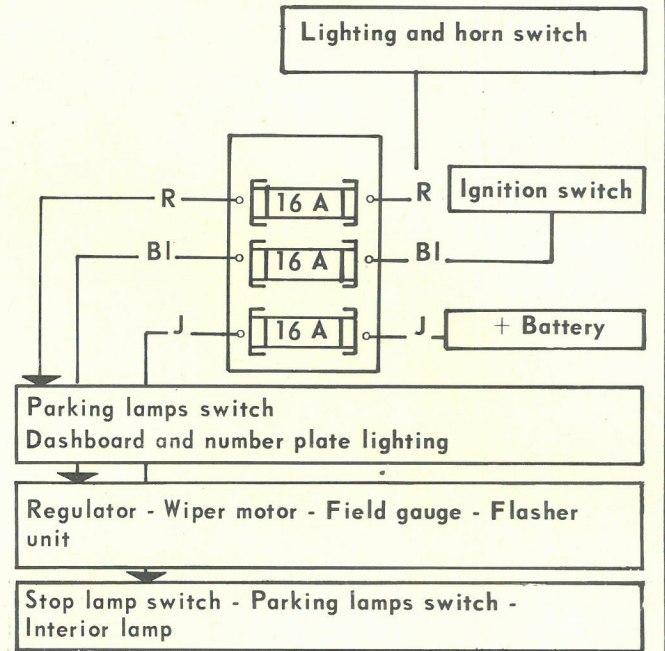 Lighting and horn switch
R 16 A R Ignition switch
Bl 16 A Bl
J 16 A J + Battery
Parking lamps switch
Dashboard and number plate lighting
Regulator - Wiper motor - Field gauge - Flasher
unit
Stop lamp switch - Parking lamps switch -
Interior lamp